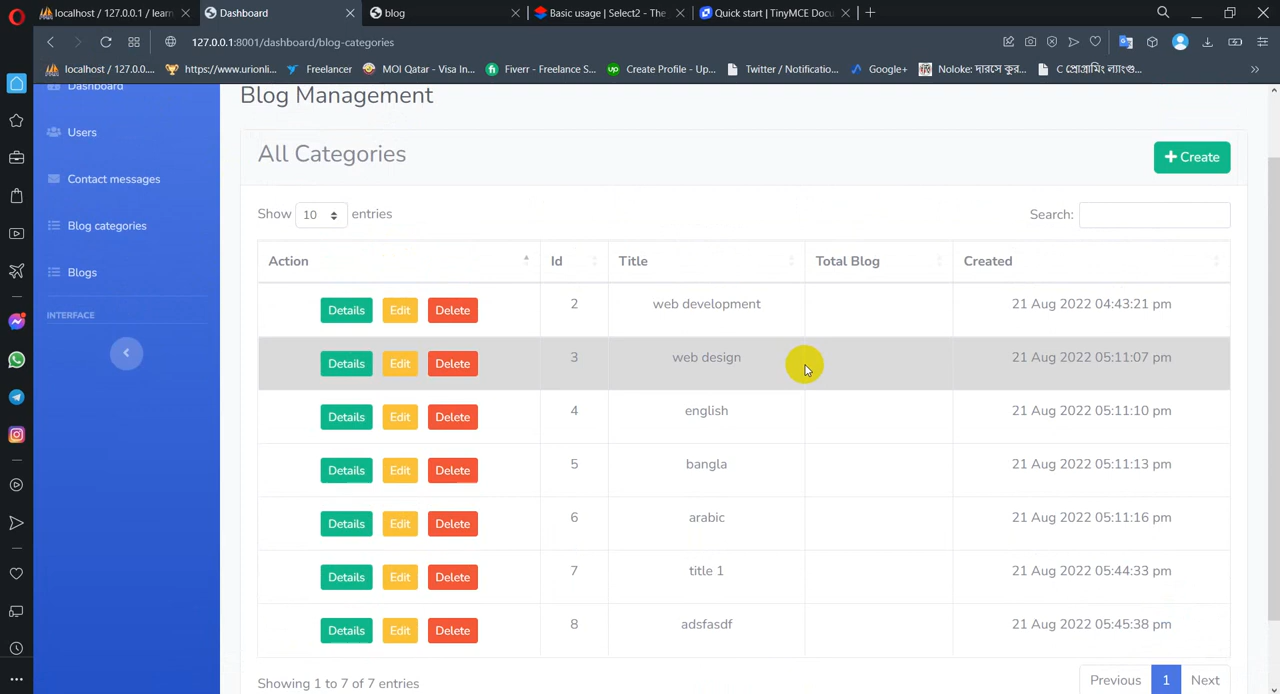 localhost / 127.0.0.1 / learn
Dashboard
blog
Basic usage | Select2 - The
Quick start | TinyMCE Docu
127.0.0.1:8001/dashboard/blog-categories
localhost / 127.0.0....
https://www.urionli...
Freelancer
MOI Qatar - Visa In...
Fiverr - Freelance S...
Create Profile - Up...
Twitter / Notificatio...
Google+
Noloke: দারসে কুর...
C প্রোগ্রামিং ল্যাংগু...
Dashboard
Users
Contact messages
Blog categories
Blogs
INTERFACE
Blog Management
All Categories
Create
Show 10 entries
Search:
Action Id Title Total Blog Created
Details Edit Delete 2 web development 21 Aug 2022 04:43:21 pm
Details Edit Delete 3 web design 21 Aug 2022 05:11:07 pm
Details Edit Delete 4 english 21 Aug 2022 05:11:10 pm
Details Edit Delete 5 bangla 21 Aug 2022 05:11:13 pm
Details Edit Delete 6 arabic 21 Aug 2022 05:11:16 pm
Details Edit Delete 7 title 1 21 Aug 2022 05:44:33 pm
Details Edit Delete 8 adsfasdf 21 Aug 2022 05:45:38 pm
Showing 1 to 7 of 7 entries
Previous 1 Next